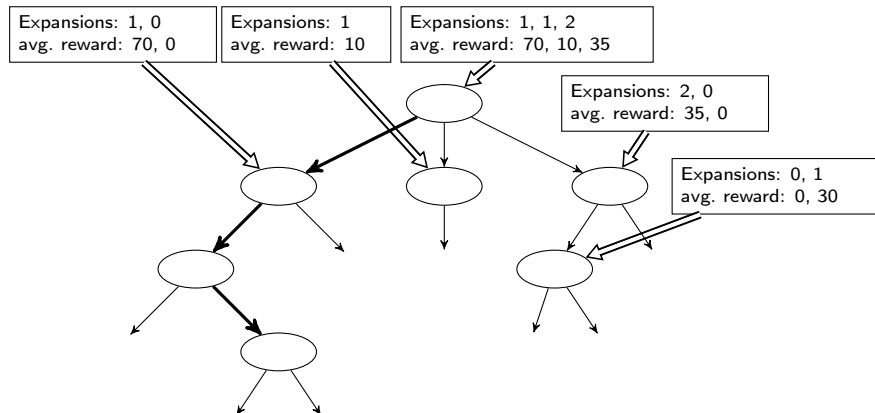 Expansions: 1, 0
avg. reward: 70, 0
Expansions: 1
avg. reward: 10
Expansions: 1, 1, 2
avg. reward: 70, 10, 35
Expansions: 2, 0
avg. reward: 35, 0
Expansions: 0, 1
avg. reward: 0, 30